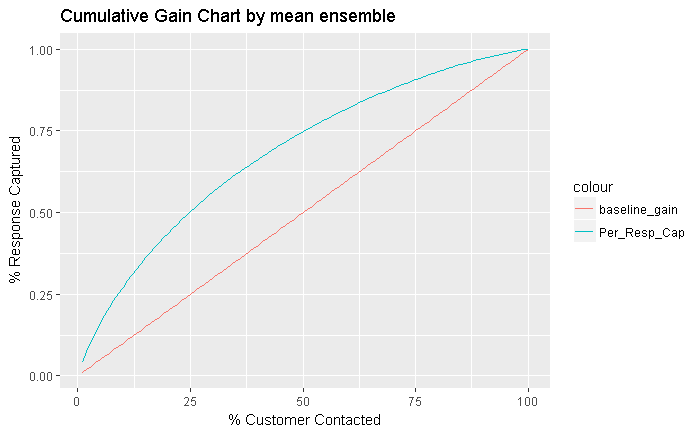 Cumulative Gain Chart by mean ensemble
% Response Captured
1.00
0.75
0.50
0.25
0.00
0
25
50
75
100
% Customer Contacted
colour
baseline_gain
Per_Resp_Cap